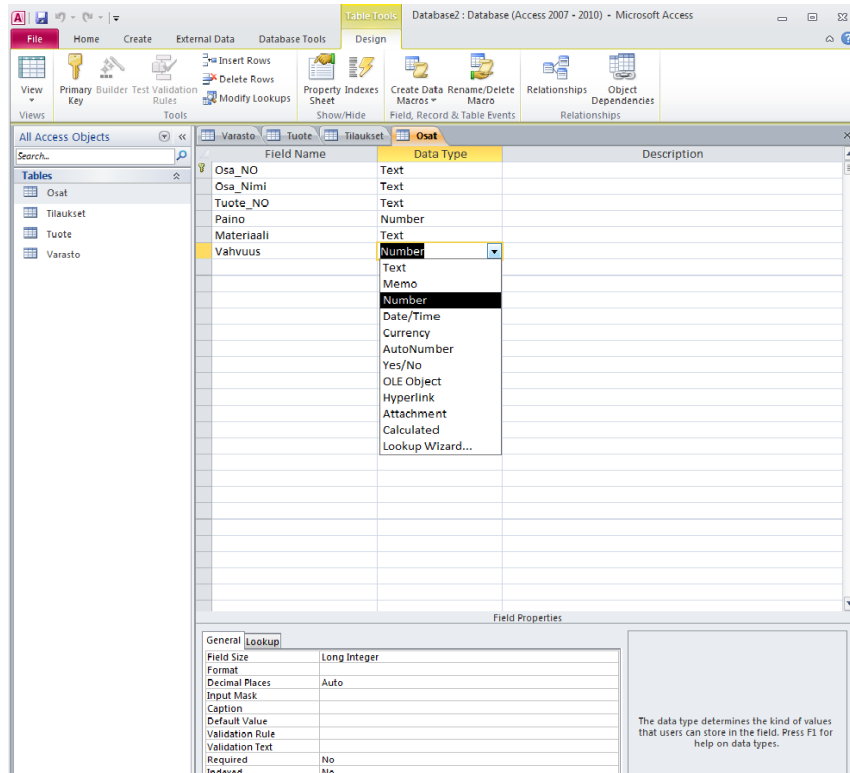 A
Table Tools
Database2 : Database (Access 2007 - 2010) - Microsoft Access
File Home Create External Data Database Tools Design
View
Primary Key
Builder
Test Validation Rules
Insert Rows
Delete Rows
Modify Lookups
Property Sheet
Indexes
Create Data Macros
Rename/Delete Macro
Relationships
Object Dependencies
Views Tools Show/Hide Field, Record & Table Events Relationships
All Access Objects
Search...
Tables
Osat
Tilaukset
Tuote
Varasto
Varasto Tuote Tilaukset Osat
Field Name Data Type Description
Osa_NO Text
Osa_Nimi Text
Tuote_NO Text
Paino Number
Materiaali Text
Vahvuus Number
Text
Memo
Number
Date/Time
Currency
AutoNumber
Yes/No
OLE Object
Hyperlink
Attachment
Calculated
Lookup Wizard...
Field Properties
General Lookup
Field Size Long Integer
Format
Decimal Places Auto
Input Mask
Caption
Default Value
Validation Rule
Validation Text
Required No
Indexed No
The data type determines the kind of values
that users can store in the field. Press F1 for
help on data types.